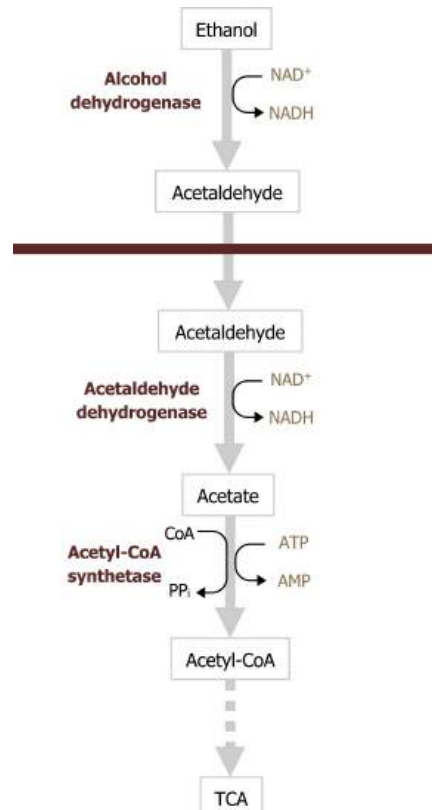 Ethanol
Alcohol
dehydrogenase
NAD⁺
NADH
Acetaldehyde
Acetaldehyde
Acetaldehyde
dehydrogenase
NAD⁺
NADH
Acetate
CoA
Acetyl-CoA
synthetase
ATP
AMP
PPᵢ
Acetyl-CoA
TCA